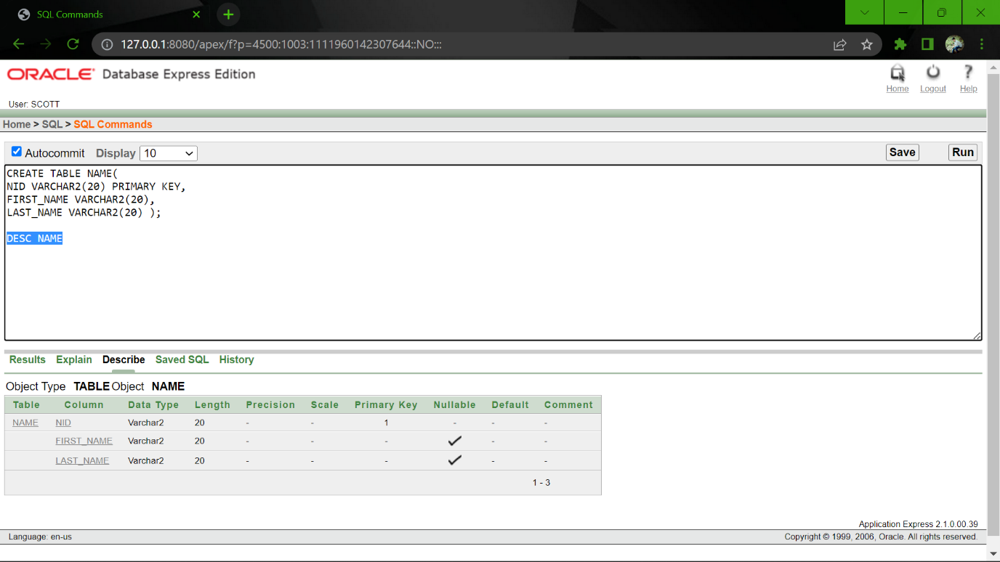 SQL Commands
127.0.0.1:8080/apex/f?p=4500:1003:1111960142307644::NO:::
ORACLE Database Express Edition
Home Logout Help
User: SCOTT
Home > SQL > SQL Commands
Autocommit Display 10 Save Run
CREATE TABLE NAME(
NID VARCHAR2(20) PRIMARY KEY,
FIRST_NAME VARCHAR2(20),
LAST_NAME VARCHAR2(20) );
DESC NAME
Results Explain Describe Saved SQL History
Object Type TABLE Object NAME
Table Column Data Type Length Precision Scale Primary Key Nullable Default Comment
NAME NID Varchar2 20 - - 1 - - -
FIRST_NAME Varchar2 20 - - - ✓ - -
LAST_NAME Varchar2 20 - - - ✓ - -
1 - 3
Application Express 2.1.0.00.39
Language: en-us Copyright © 1999, 2006, Oracle. All rights reserved.